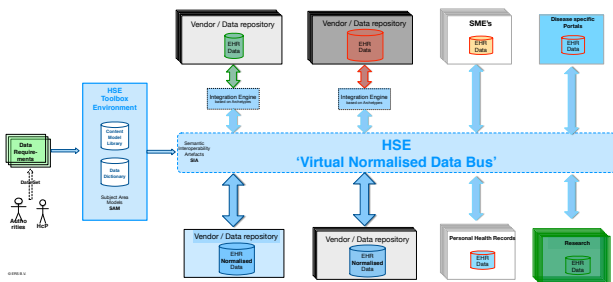 Vendor / Data repository
EHR
Data
Vendor / Data repository
EHR
Data
SME's
EHR
Data
Disease specific
Portals
EHR
Data
HSE
Toolbox
Environment
Content
Model
Library
Data
Dictionary
Subject Area
Models
SAM
Integration Engine
based on Archetypes
Integration Engine
based on Archetypes
Data
Require-
ments
Dataset
Autho
rities
HcP
Semantic
Interoperability
Artefacts
SIA
HSE
'Virtual Normalised Data Bus'
Vendor / Data repository
EHR
Normalised
Data
Vendor / Data repository
EHR
Normalised
Data
Personal Health Records
EHR
Data
Research
EHR
Data